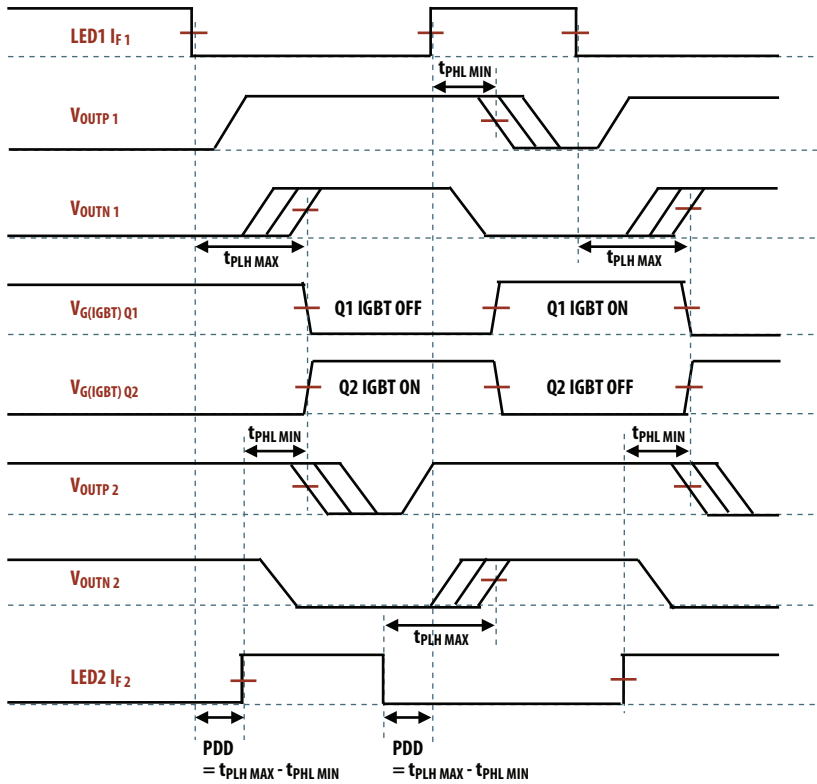 LED1 IF 1
tPHL MIN
VOUTP 1
VOUTN 1
tPLH MAX
tPLH MAX
VG(IGBT) Q1
Q1 IGBT OFF
Q1 IGBT ON
VG(IGBT) Q2
Q2 IGBT ON
Q2 IGBT OFF
tPHL MIN
tPHL MIN
VOUTP 2
VOUTN 2
tPLH MAX
LED2 IF 2
PDD
= tPLH MAX - tPHL MIN
PDD
= tPLH MAX - tPHL MIN